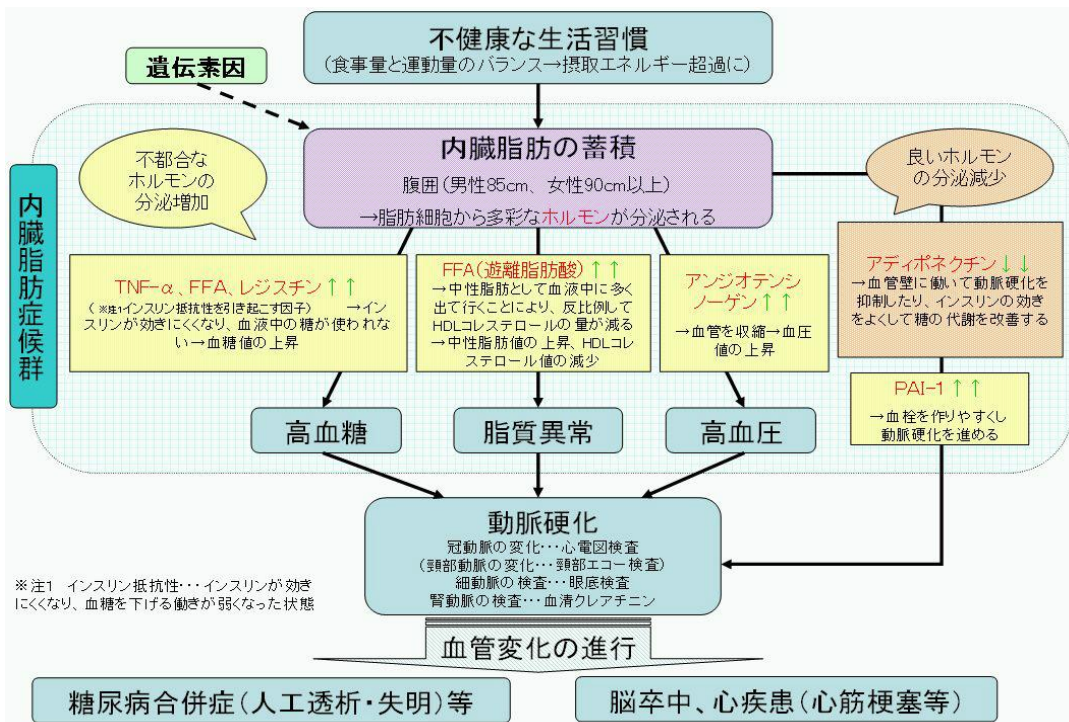 不健康な生活習慣
(食事量と運動量のバランス→摂取エネルギー超過に)
遺伝素因
内臓脂肪症候群
不都合な
ホルモンの
分泌増加
内臓脂肪の蓄積
腹囲(男性85cm、女性90cm以上)
→脂肪細胞から多彩なホルモンが分泌される
良いホルモン
の分泌減少
TNF-α、FFA、レジスチン↑↑
(※注1インスリン抵抗性を引き起こす因子) →イン
スリンが効きにくくなり、血液中の糖が使われな
い→血糖値の上昇
FFA(遊離脂肪酸)↑↑
→中性脂肪として血液中に多く
出て行くことにより、反比例して
HDLコレステロールの量が減る
→中性脂肪値の上昇、HDLコレ
ステロール値の減少
アンジオテンシ
ノーゲン↑↑
→血管を収縮→血圧
値の上昇
アディポネクチン↓↓
→血管壁に働いて動脈硬化を
抑制したり、インスリンの効き
をよくして糖の代謝を改善する
PAI-1↑↑
→血栓を作りやすくし
動脈硬化を進める
高血糖
脂質異常
高血圧
動脈硬化
冠動脈の変化・・・心電図検査
(頸部動脈の変化・・・頸部エコー検査)
細動脈の検査・・・眼底検査
腎動脈の検査・・・血清クレアチニン
※注1 インスリン抵抗性・・・インスリンが効き
にくくなり、血糖を下げる働きが弱くなった状態
血管変化の進行
糖尿病合併症(人工透析・失明)等
脳卒中、心疾患(心筋梗塞等)